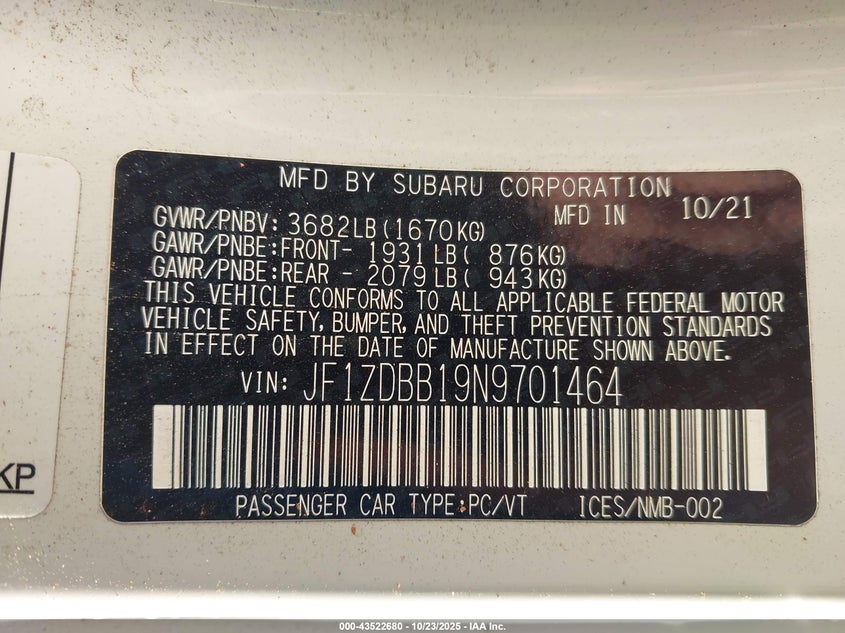 MFD BY SUBARU CORPORATION
MFD IN 10/21
GVWR/PNBV: 3682LB(1670KG)
GAWR/PNBE:FRONT- 1931LB( 876KG)
GAWR/PNBE:REAR - 2079LB( 943KG)
THIS VEHICLE CONFORMS TO ALL APPLICABLE FEDERAL MOTOR
VEHICLE SAFETY, BUMPER, AND THEFT PREVENTION STANDARDS
IN EFFECT ON THE DATE OF MANUFACTURE SHOWN ABOVE.
VIN: JF1ZDBB19N9701464
PASSENGER CAR TYPE:PC/VT ICES/NMB-002
KP
000-43522680 - 10/23/2025 - IAA Inc.